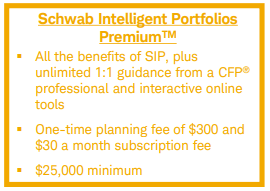 Schwab Intelligent Portfolios
Premium™
▪ All the benefits of SIP, plus
unlimited 1:1 guidance from a CFP®
professional and interactive online
tools
▪ One-time planning fee of $300 and
$30 a month subscription fee
▪ $25,000 minimum